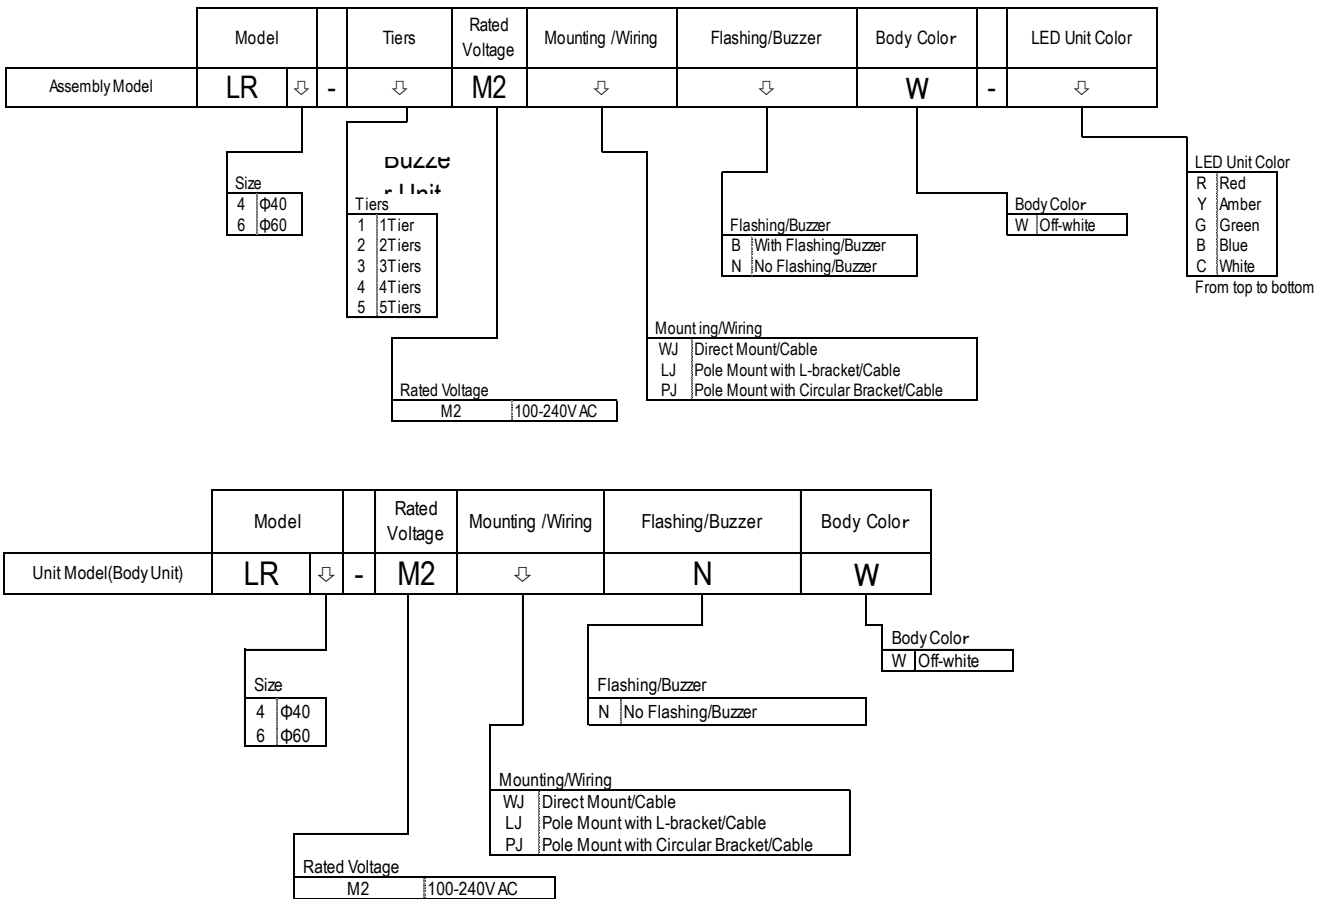 Model Tiers Rated Voltage Mounting /Wiring Flashing/Buzzer Body Color LED Unit Color
Assembly Model LR ⇩ - ⇩ M2 ⇩ ⇩ W - ⇩
Size
4 Φ40
6 Φ60
Tiers
1 1Tier
2 2Tiers
3 3Tiers
4 4Tiers
5 5Tiers
Rated Voltage
M2 100-240V AC
Mounting/Wiring
WJ Direct Mount/Cable
LJ Pole Mount with L-bracket/Cable
PJ Pole Mount with Circular Bracket/Cable
Flashing/Buzzer
B With Flashing/Buzzer
N No Flashing/Buzzer
Body Color
W Off-white
LED Unit Color
R Red
Y Amber
G Green
B Blue
C White
From top to bottom
Model Rated Voltage Mounting /Wiring Flashing/Buzzer Body Color
Unit Model(Body Unit) LR ⇩ - M2 ⇩ N W
Size
4 Φ40
6 Φ60
Rated Voltage
M2 100-240V AC
Mounting/Wiring
WJ Direct Mount/Cable
LJ Pole Mount with L-bracket/Cable
PJ Pole Mount with Circular Bracket/Cable
Flashing/Buzzer
N No Flashing/Buzzer
Body Color
W Off-white